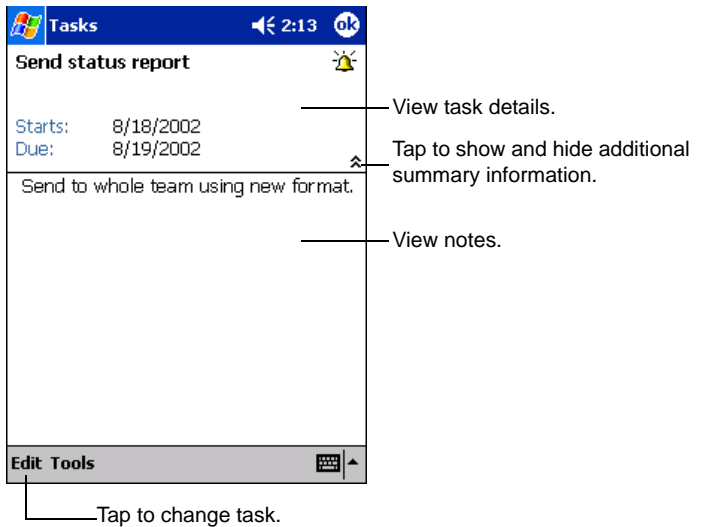 Tasks 2:13 ok
Send status report
Starts: 8/18/2002
Due: 8/19/2002
Send to whole team using new format.
Edit Tools
View task details.
Tap to show and hide additional
summary information.
View notes.
Tap to change task.